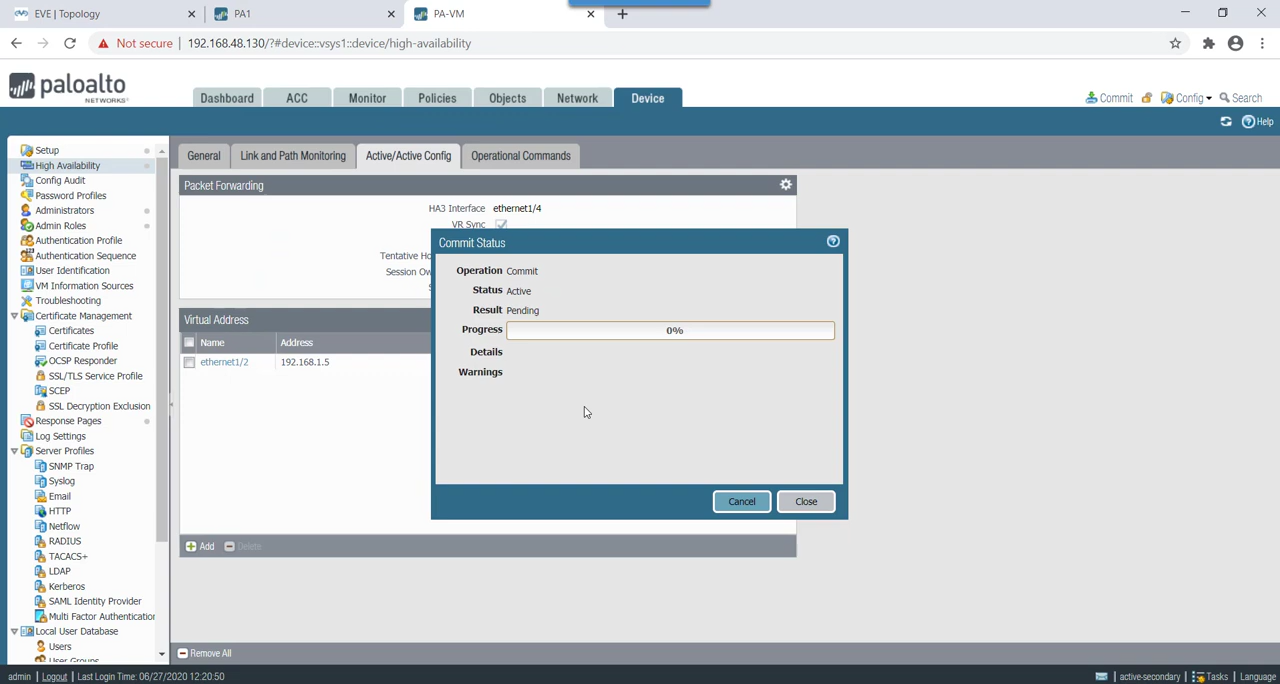 EVE | Topology
PA1
PA-VM
Not secure | 192.168.48.130/?#device::vsys1::device/high-availability
paloalto
NETWORKS
Dashboard
ACC
Monitor
Policies
Objects
Network
Device
Commit
Config
Search
Help
Setup
High Availability
Config Audit
Password Profiles
Administrators
Admin Roles
Authentication Profile
Authentication Sequence
User Identification
VM Information Sources
Troubleshooting
Certificate Management
Certificates
Certificate Profile
OCSP Responder
SSL/TLS Service Profile
SCEP
SSL Decryption Exclusion
Response Pages
Log Settings
Server Profiles
SNMP Trap
Syslog
Email
HTTP
Netflow
RADIUS
TACACS+
LDAP
Kerberos
SAML Identity Provider
Multi Factor Authentication
Local User Database
Users
User Groups
General
Link and Path Monitoring
Active/Active Config
Operational Commands
Packet Forwarding
HA3 Interface ethernet1/4
VR Sync
Tentative Ho
Session Ow
Virtual Address
Name
Address
ethernet1/2
192.168.1.5
Add
Delete
Remove All
Commit Status
Operation Commit
Status Active
Result Pending
Progress 0%
Details
Warnings
Cancel
Close
admin | Logout | Last Login Time: 06/27/2020 12:20:50
| active-secondary | Tasks | Language